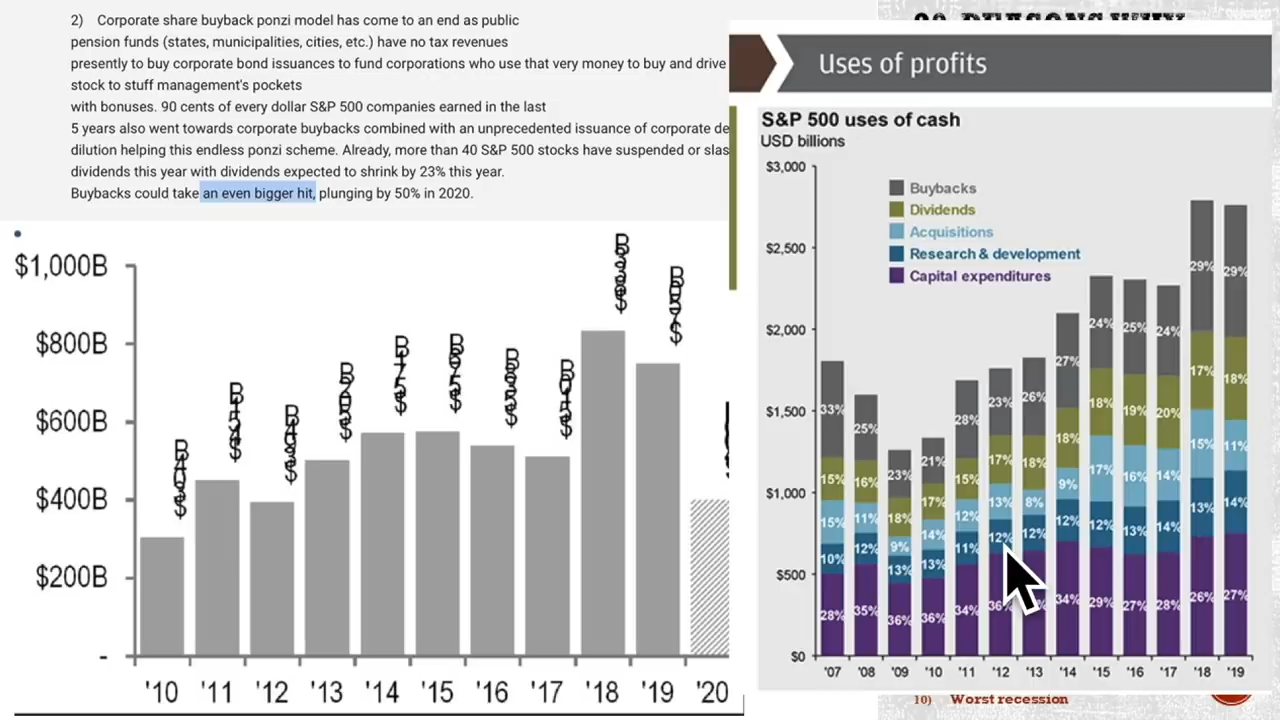 2) Corporate share buyback ponzi model has come to an end as public
pension funds (states, municipalities, cities, etc.) have no tax revenues
presently to buy corporate bond issuances to fund corporations who use that very money to buy and drive
stock to stuff management's pockets
with bonuses. 90 cents of every dollar S&P 500 companies earned in the last
5 years also went towards corporate buybacks combined with an unprecedented issuance of corporate de
dilution helping this endless ponzi scheme. Already, more than 40 S&P 500 stocks have suspended or slas
dividends this year with dividends expected to shrink by 23% this year.
Buybacks could take an even bigger hit, plunging by 50% in 2020.
$1,000B
$800B
$600B
$400B
$200B
-
'10 '11 '12 '13 '14 '15 '16 '17 '18 '19 '20
Uses of profits
S&P 500 uses of cash
USD billions
$3,000
$2,500
$2,000
$1,500
$1,000
$500
$0
Buybacks
Dividends
Acquisitions
Research & development
Capital expenditures
33% 25% 23% 21% 28% 23% 26% 27% 24% 25% 24% 29% 29%
15% 16% 18% 17% 15% 17% 18% 18% 18% 19% 20% 17% 18%
15% 11% 9% 14% 12% 13% 8% 9% 17% 16% 14% 15% 11%
10% 12% 13% 13% 11% 12% 12% 12% 12% 13% 14% 13% 14%
28% 35% 36% 36% 34% 36% 34% 29% 27% 28% 26% 27%
'07 '08 '09 '10 '11 '12 '13 '14 '15 '16 '17 '18 '19
10) Worst recession